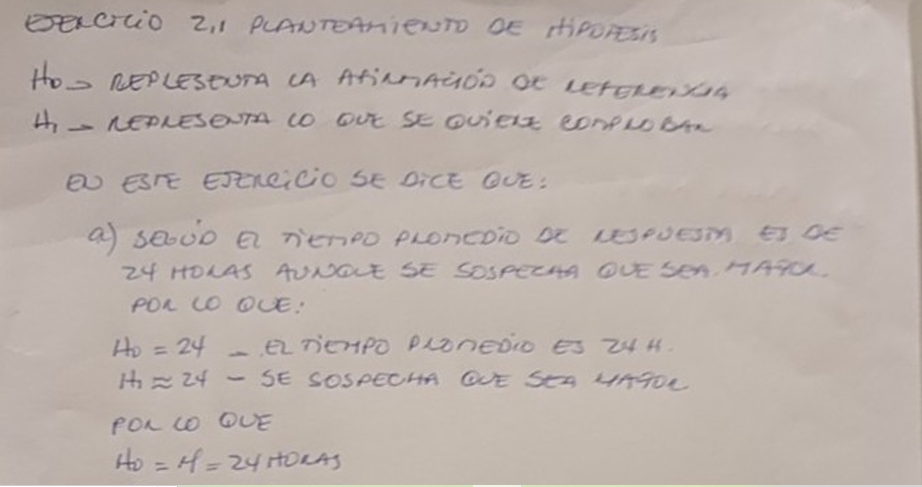 EJERCICIO 2,1 PLANTEAMIENTO DE HIPOTESIS
H0 → REPRESENTA LA AFIRMACIÓN DE REFERENCIA
H1 → REPRESENTA LO QUE SE QUIERE COMPROBAR
EN ESTE EJERCICIO SE DICE QUE:
a) SEGÚN EL TIEMPO PROMEDIO DE RESPUESTA ES DE
24 HORAS AUNQUE SE SOSPECHA QUE SEA MAYOR.
POR LO QUE:
H0 = 24 - EL TIEMPO PROMEDIO ES 24 H.
H1 ≈ 24 - SE SOSPECHA QUE SEA MAYOR
POR LO QUE
H0 = M = 24 HORAS